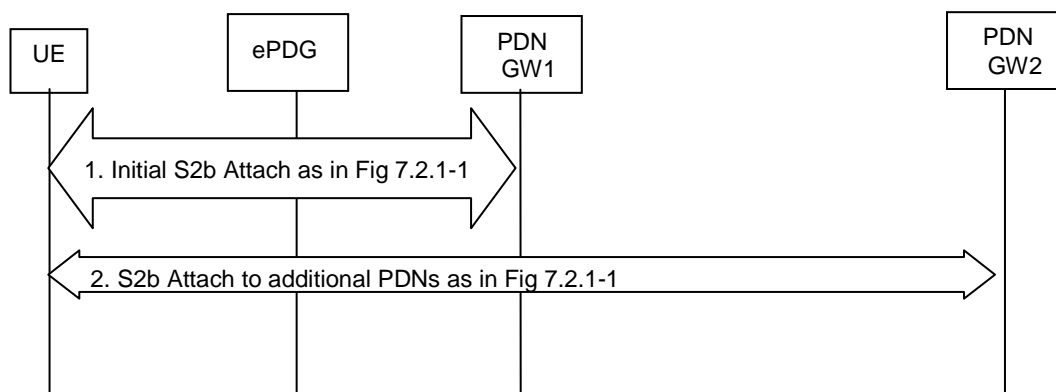 UE
ePDG
PDN
GW1
PDN
GW2
1. Initial S2b Attach as in Fig 7.2.1-1
2. S2b Attach to additional PDNs as in Fig 7.2.1-1